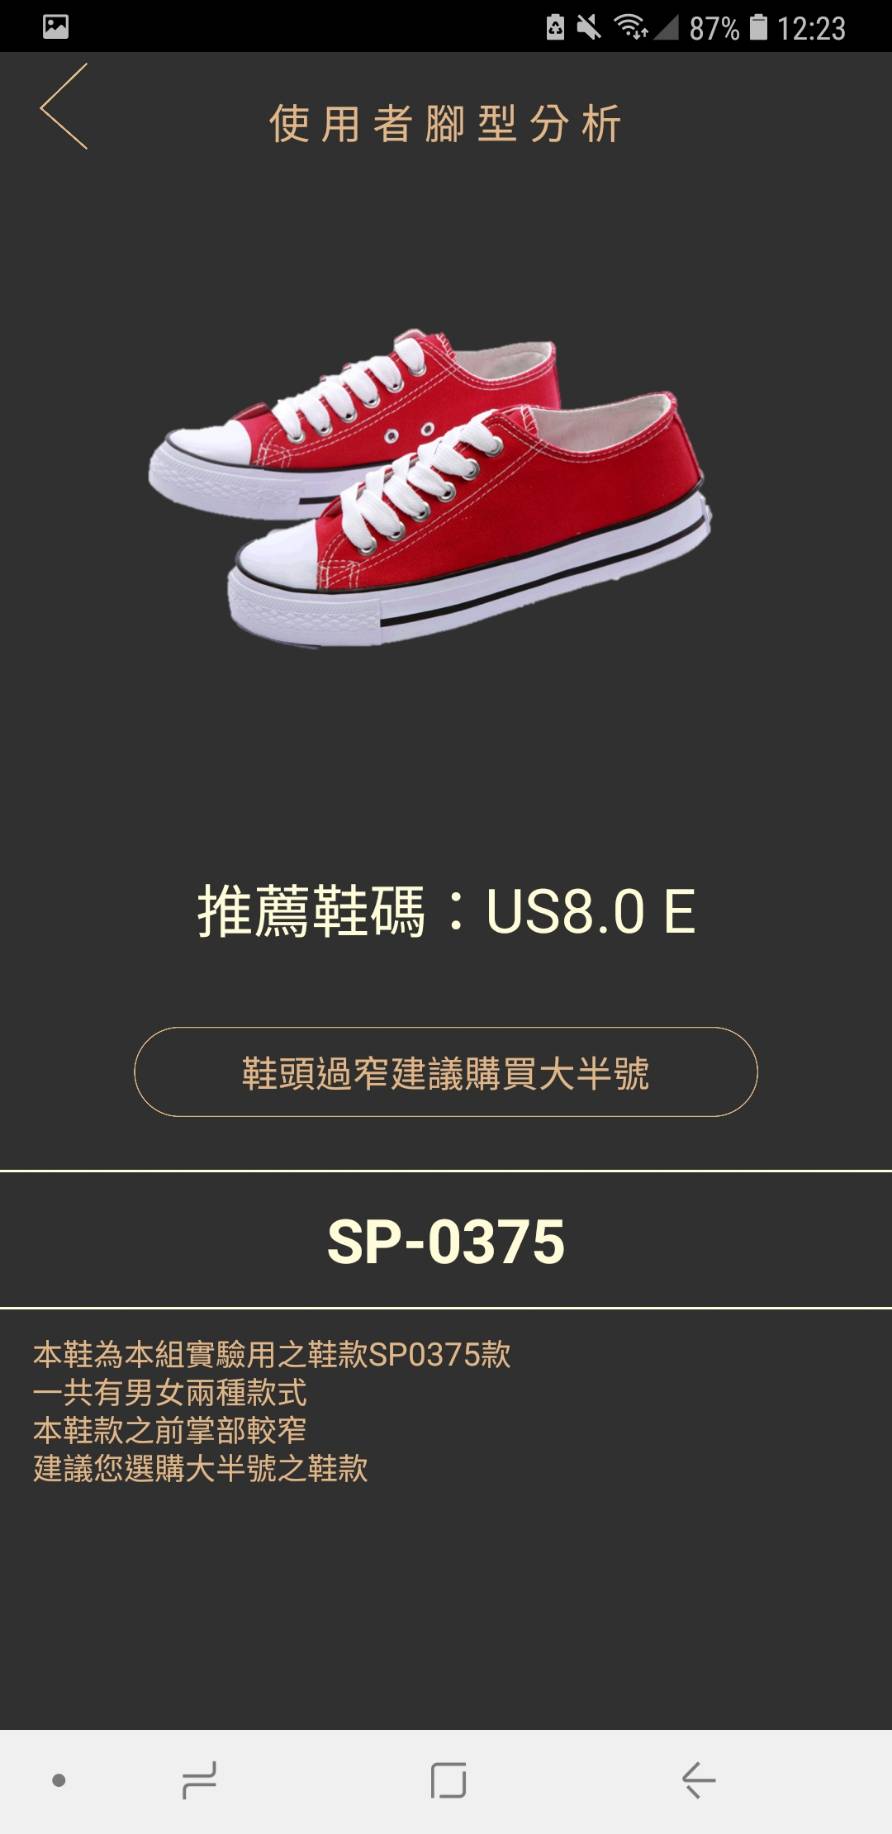 87% 12:23
使用者腳型分析
推薦鞋碼：US8.0 E
鞋頭過窄建議購買大半號
SP-0375
本鞋為本組實驗用之鞋款SP0375款
一共有男女兩種款式
本鞋款之前掌部較窄
建議您選購大半號之鞋款